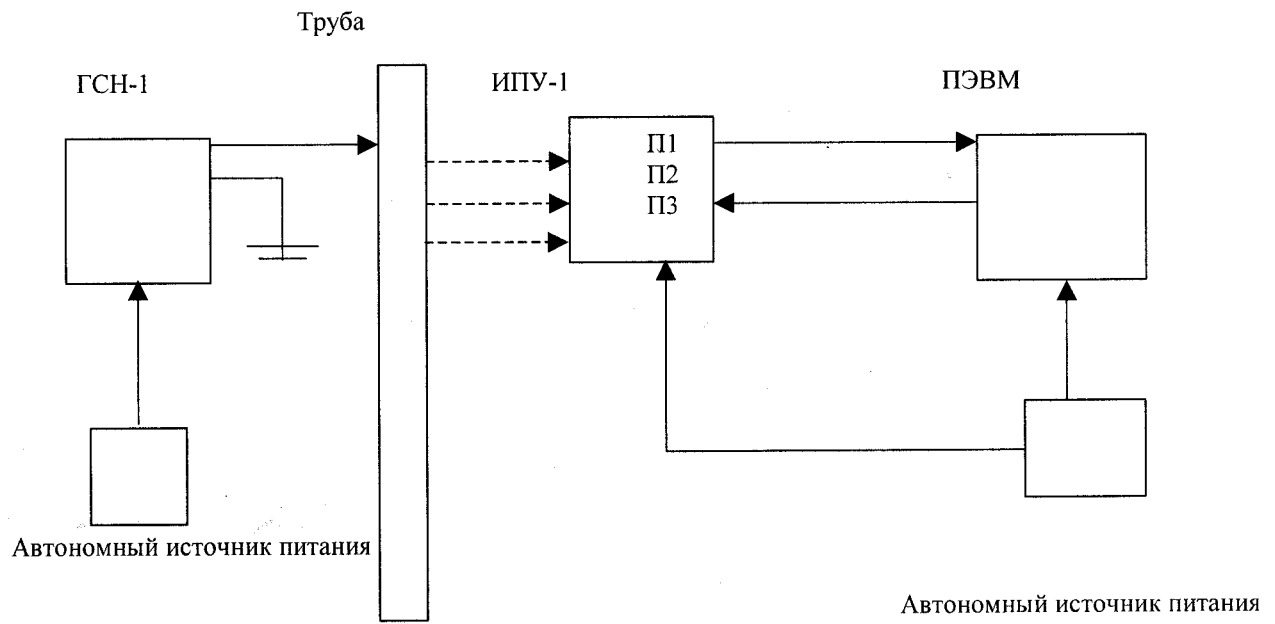 Труба
ГСН-1
ИПУ-1
ПЭВМ
П1
П2
П3
Автономный источник питания
Автономный источник питания